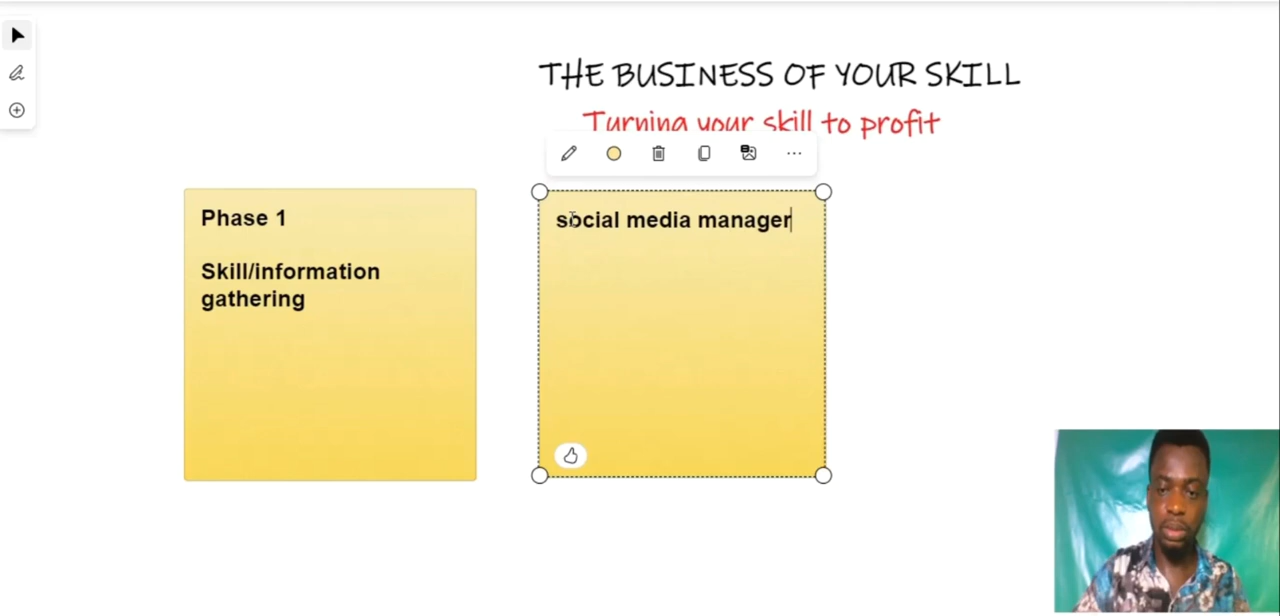 THE BUSINESS OF YOUR SKILL
Turning your skill to profit
Phase 1
Skill/information
gathering
social media manager